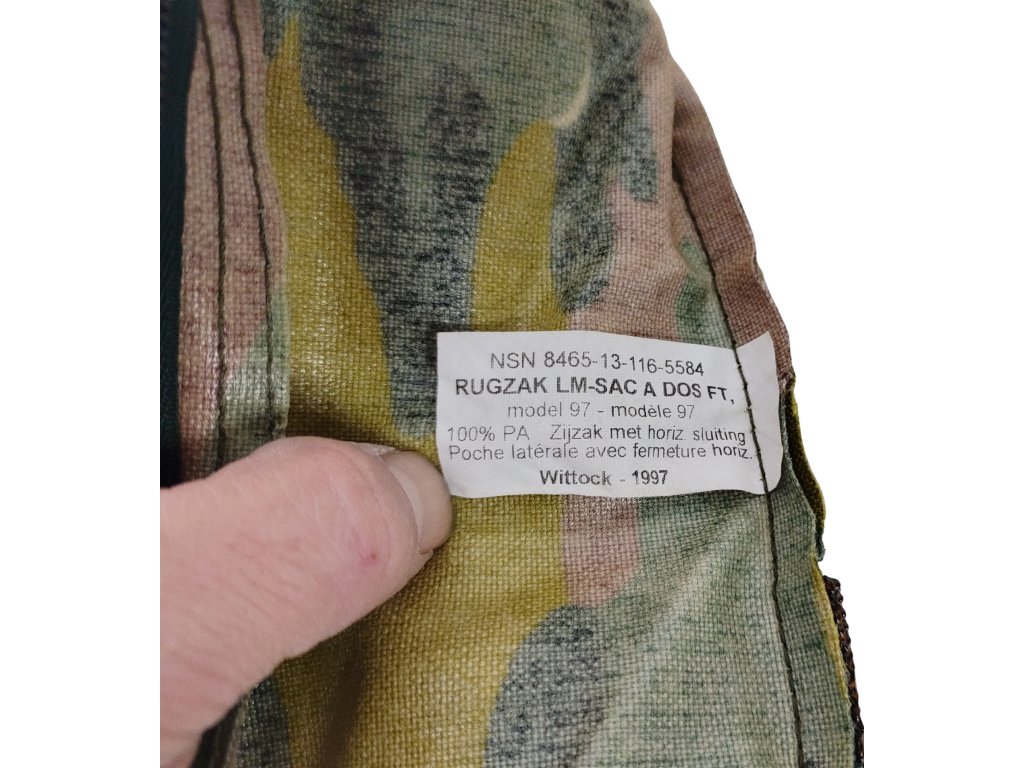 NSN 8465-13-116-5584
RUGZAK LM-SAC A DOS FT,
model 97 - modèle 97
100% PA Zijzak met horiz. sluiting
Poche latérale avec fermeture horiz.
Wittock - 1997